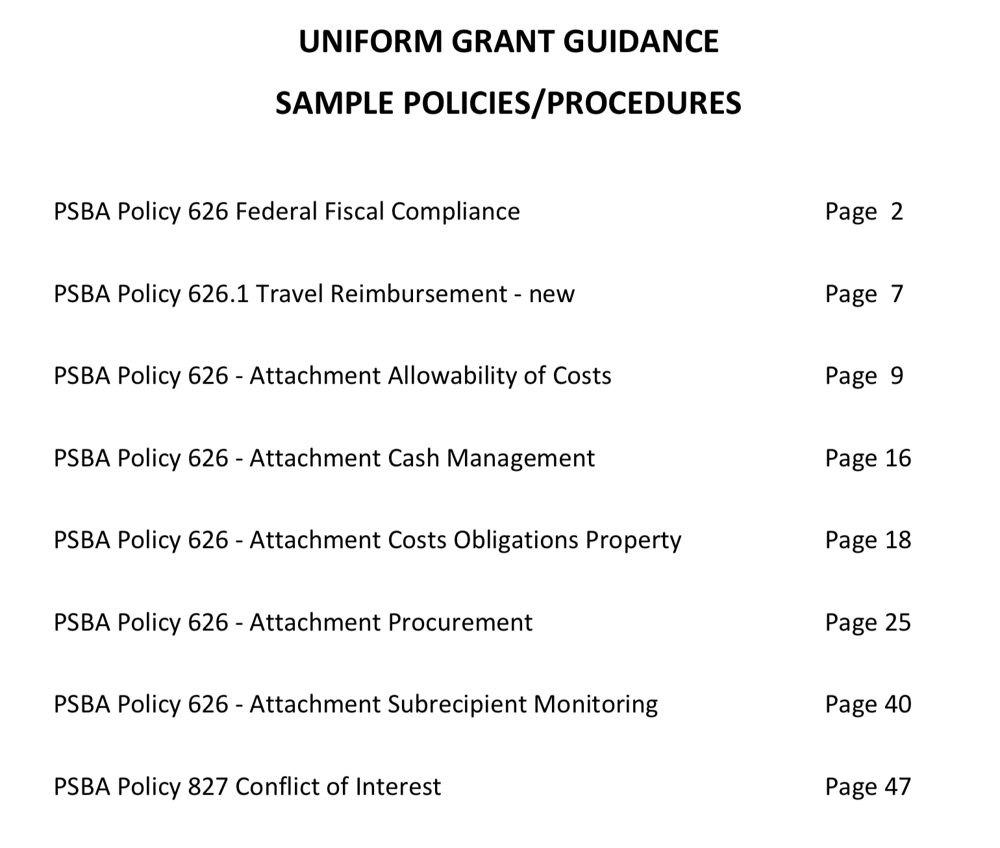 UNIFORM GRANT GUIDANCE
SAMPLE POLICIES/PROCEDURES
PSBA Policy 626 Federal Fiscal Compliance Page 2
PSBA Policy 626.1 Travel Reimbursement - new Page 7
PSBA Policy 626 - Attachment Allowability of Costs Page 9
PSBA Policy 626 - Attachment Cash Management Page 16
PSBA Policy 626 - Attachment Costs Obligations Property Page 18
PSBA Policy 626 - Attachment Procurement Page 25
PSBA Policy 626 - Attachment Subrecipient Monitoring Page 40
PSBA Policy 827 Conflict of Interest Page 47